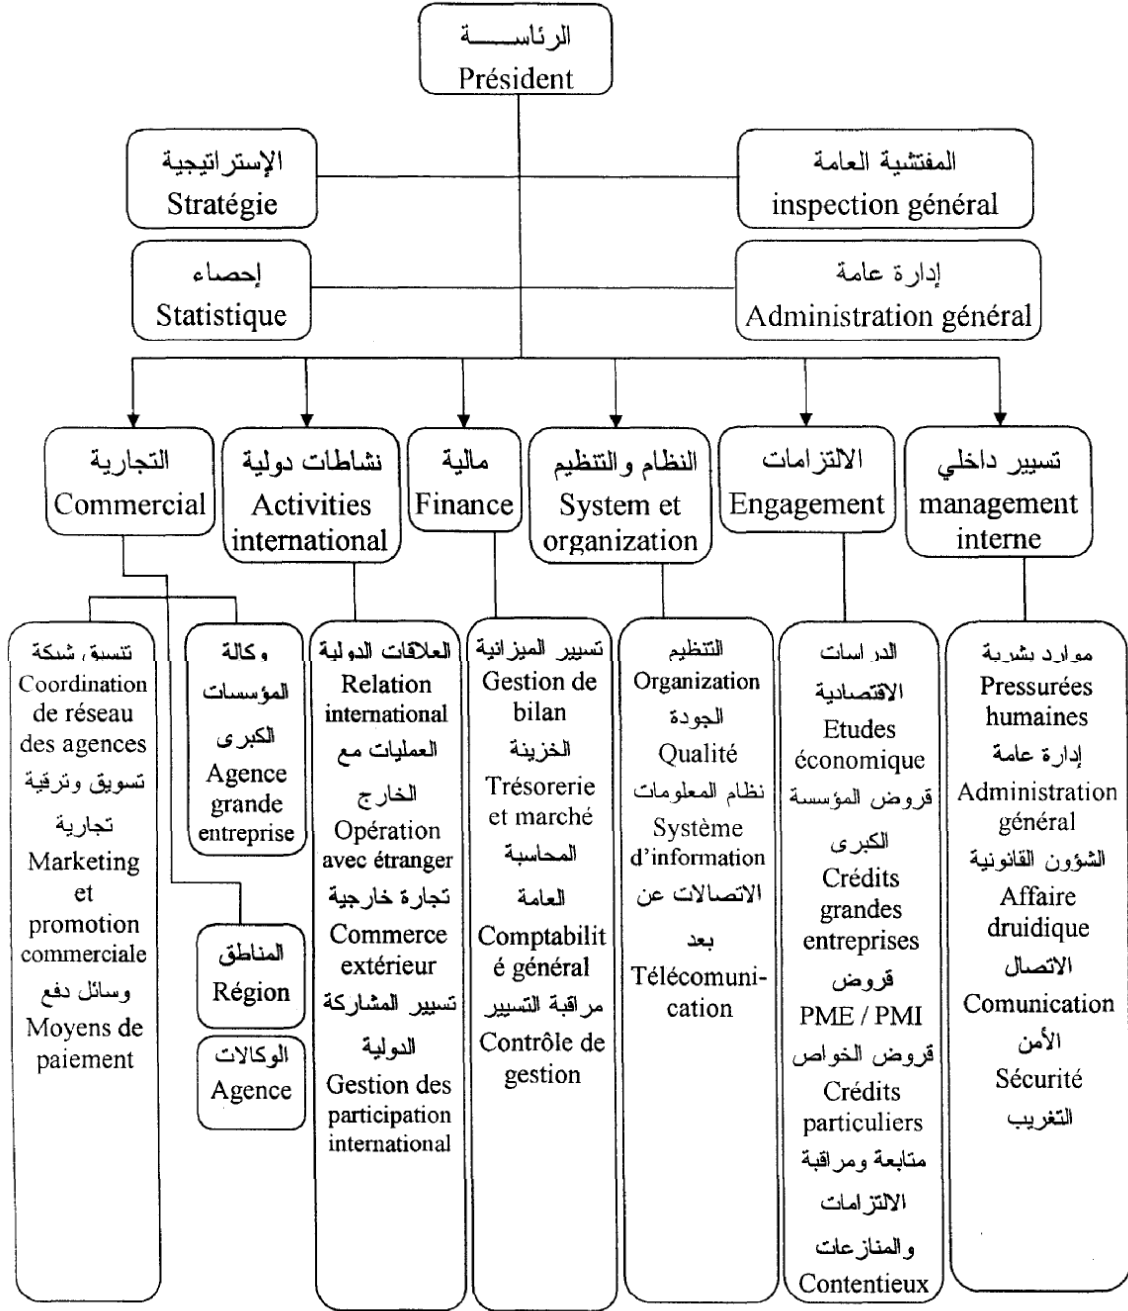 الرئاســـــة
Président
الإستراتيجية
Stratégie
المفتشية العامة
inspection général
إحصاء
Statistique
إدارة عامة
Administration général
التجارية
Commercial
نشاطات دولية
Activities
international
مالية
Finance
النظام والتنظيم
System et
organization
الالتزامات
Engagement
تسيير داخلي
management
interne
تنسيق شبكة
Coordination
de réseau
des agences
تسويق وترقية
تجارية
Marketing
et
promotion
commerciale
وسائل دفع
Moyens de
paiement
وكالة
المؤسسات
الكبرى
Agence
grande
entreprise
المناطق
Région
الوكالات
Agence
العلاقات الدولية
Relation
international
العمليات مع
الخارج
Opération
avec étranger
تجارة خارجية
Commerce
extérieur
تسيير المشاركة
الدولية
Gestion des
participation
international
تسيير الميزانية
Gestion de
bilan
الخزينة
Trésorerie
et marché
المحاسبة
العامة
Comptabilit
é général
مراقبة التسيير
Contrôle de
gestion
التنظيم
Organization
الجودة
Qualité
نظام المعلومات
Système
d'information
الاتصالات عن
بعد
Télécomuni-
cation
الدراسات
الاقتصادية
Etudes
économique
قروض المؤسسة
الكبرى
Crédits
grandes
entreprises
قروض
PME / PMI
قروض الخواص
Crédits
particuliers
متابعة ومراقبة
الالتزامات
والمنازعات
Contentieux
موارد بشرية
Pressurées
humaines
إدارة عامة
Administration
général
الشؤون القانونية
Affaire
druidique
الاتصال
Comunication
الأمن
Sécurité
التغريب